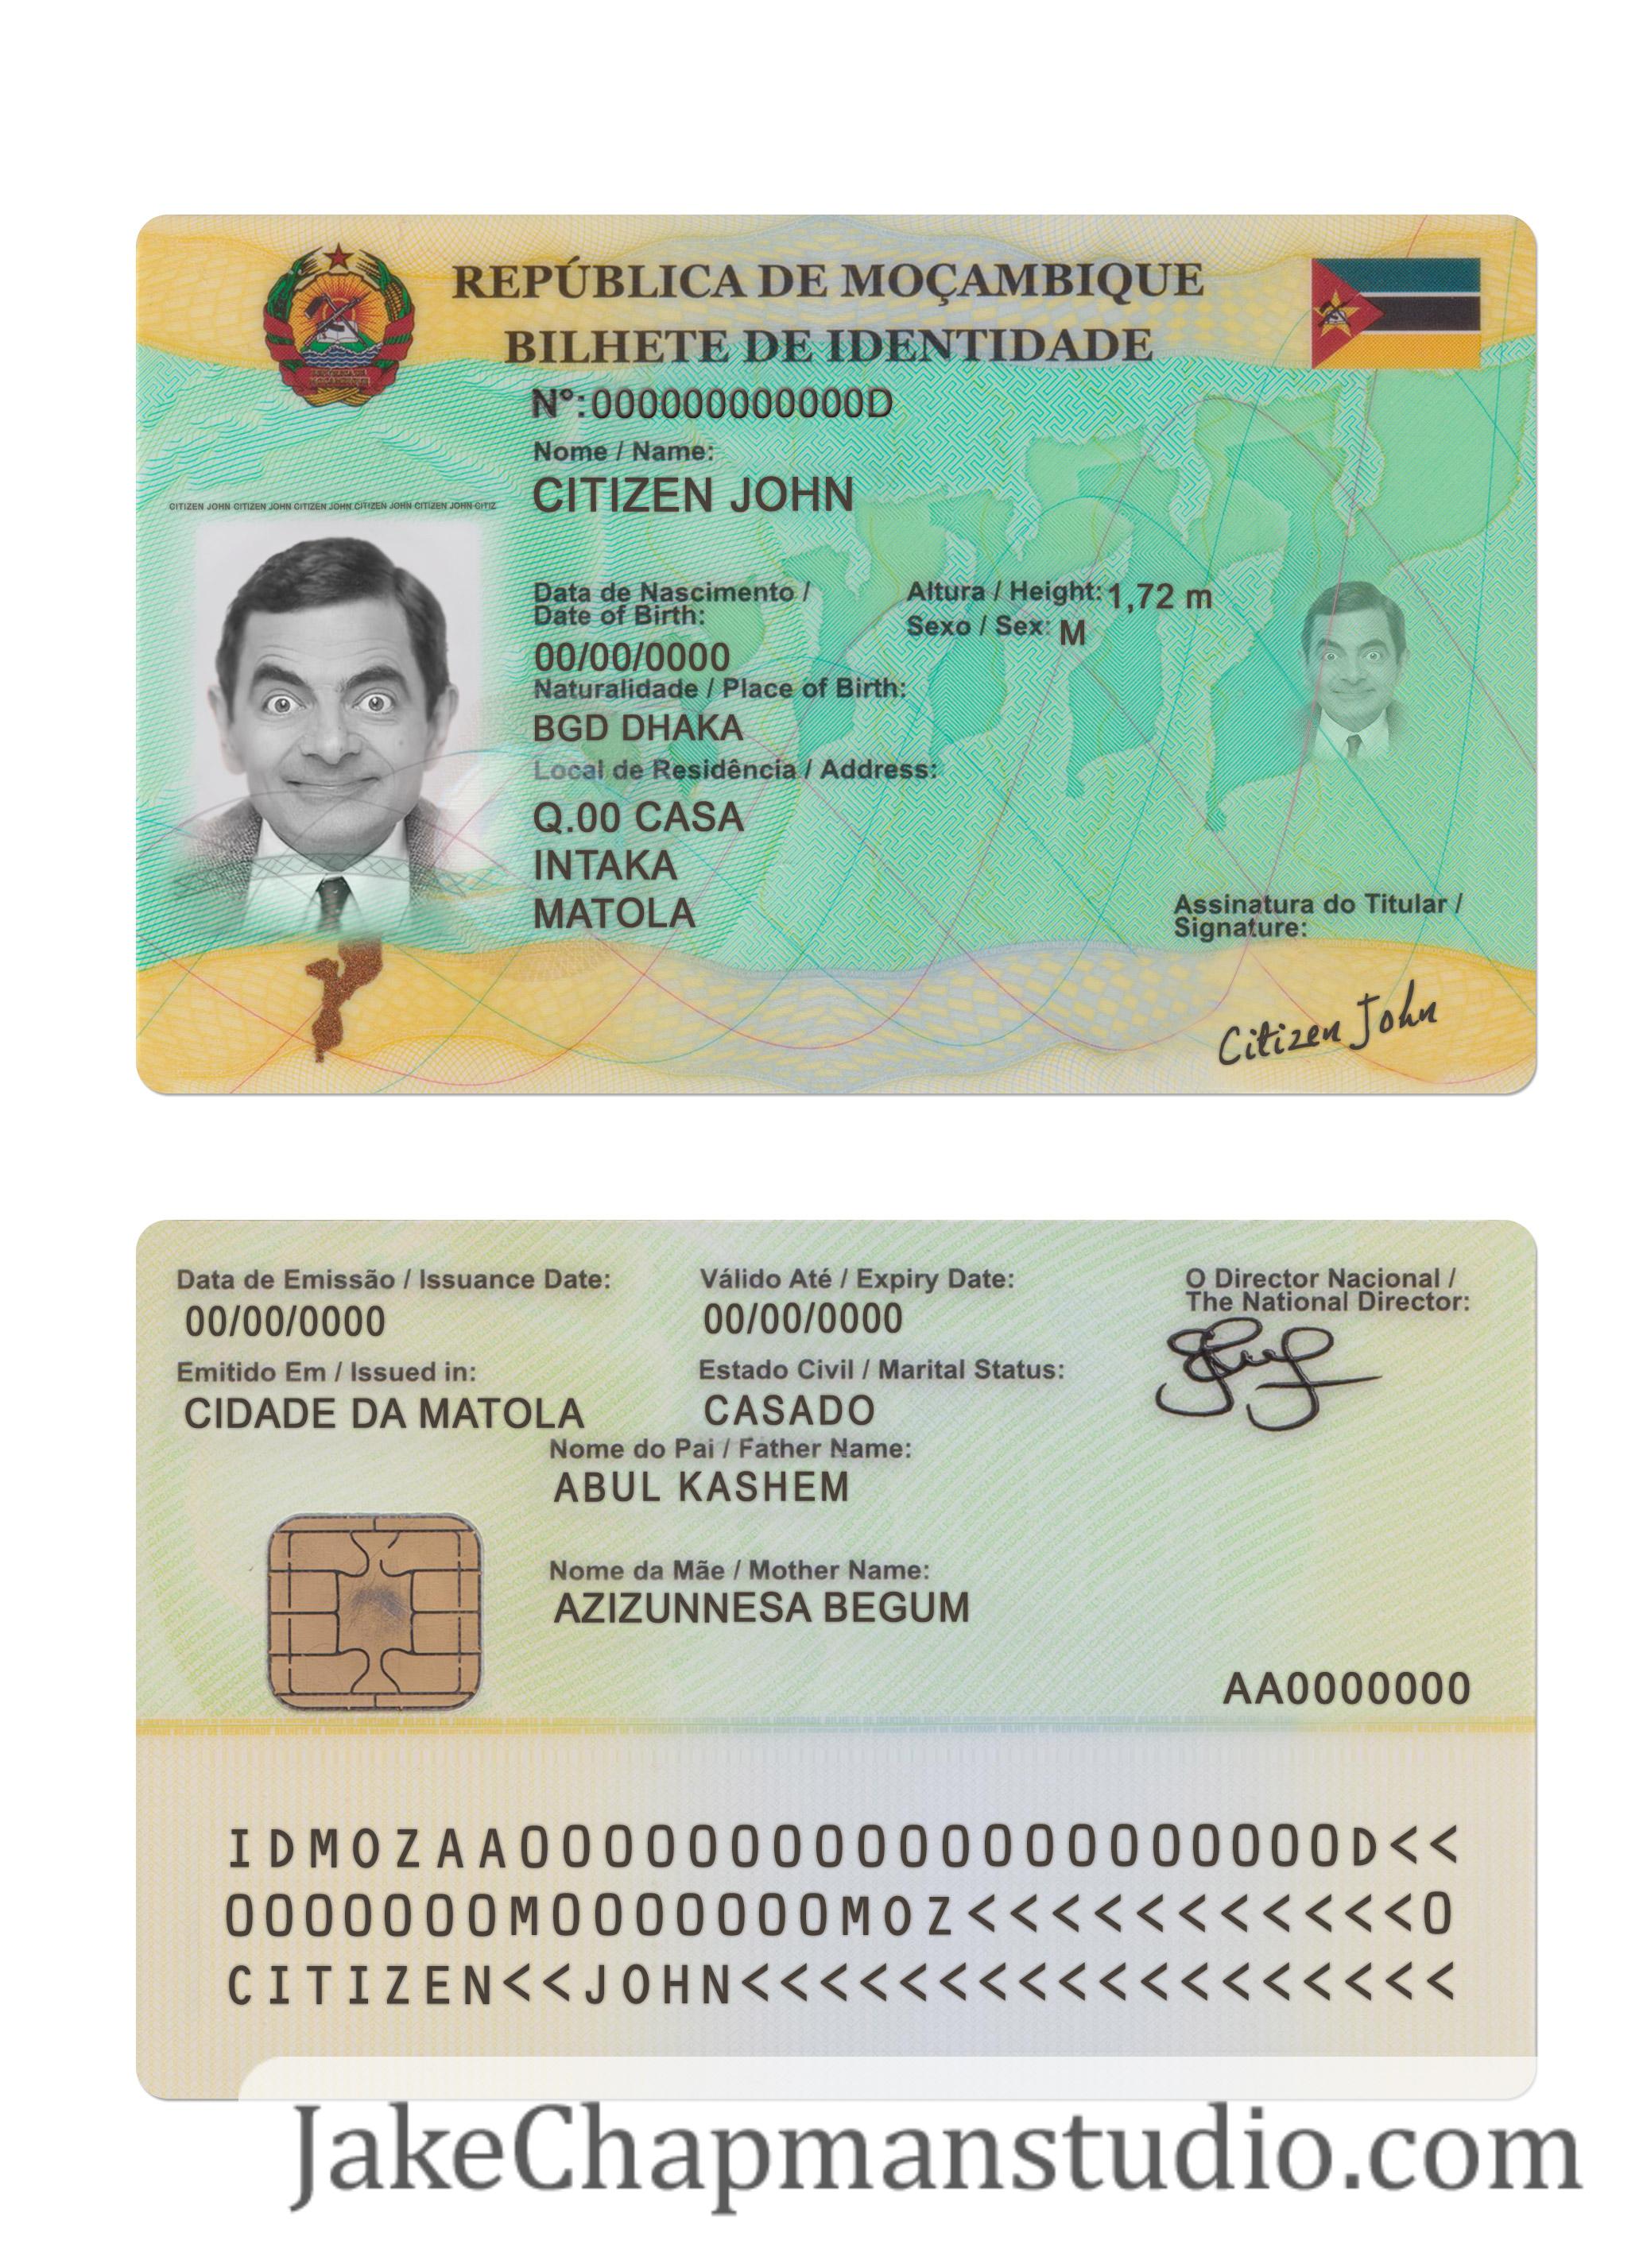 REPÚBLICA DE MOÇAMBIQUE
BILHETE DE IDENTIDADE
Nº:000000000000D
Nome / Name:
CITIZEN JOHN
CITIZEN JOHN CITIZEN JOHN CITIZEN JOHN CITIZEN JOHN CITIZEN JOHN CITIZ
Data de Nascimento /
Date of Birth:
00/00/0000
Altura / Height: 1,72 m
Sexo / Sex: M
Naturalidade / Place of Birth:
BGD DHAKA
Local de Residência / Address:
Q.00 CASA
INTAKA
MATOLA
Assinatura do Titular /
Signature:
Citizen John
Data de Emissão / Issuance Date:
00/00/0000
Válido Até / Expiry Date:
00/00/0000
O Director Nacional /
The National Director:
Emitido Em / Issued in:
CIDADE DA MATOLA
Estado Civil / Marital Status:
CASADO
Nome do Pai / Father Name:
ABUL KASHEM
Nome da Mãe / Mother Name:
AZIZUNNESA BEGUM
AA0000000
IDMOZAA00000000000000000000D<<
0000000M0000000MOZ<<<<<<<<<<<0
CITIZEN<<JOHN<<<<<<<<<<<<<<<<<<
JakeChapmanstudio.com